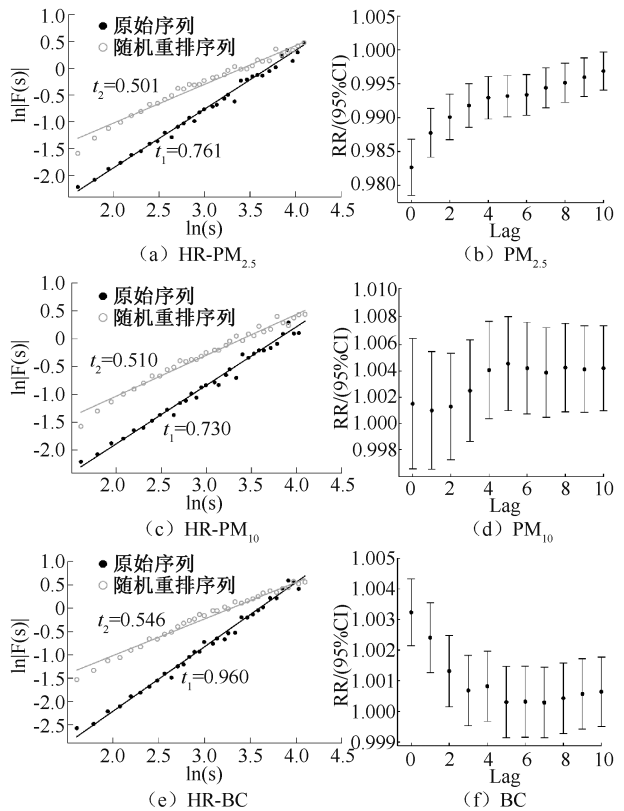 1.0
0.5
0
-0.5
-1.0
-1.5
-2.0
ln|F(s)|
原始序列
随机重排序列
t2=0.501
t1=0.761
2.0 2.5 3.0 3.5 4.0 4.5
ln(s)
(a) HR-PM2.5
1.005
1.000
0.995
0.990
0.985
0.980
RR/(95%CI)
0 2 4 6 8 10
Lag
(b) PM2.5
1.0
0.5
0
-0.5
-1.0
-1.5
-2.0
ln|F(s)|
原始序列
随机重排序列
t2=0.510
t1=0.730
2.0 2.5 3.0 3.5 4.0 4.5
ln(s)
(c) HR-PM10
1.010
1.008
1.006
1.004
1.002
1.000
0.998
RR/(95%CI)
0 2 4 6 8 10
Lag
(d) PM10
1.0
0.5
0
-0.5
-1.0
-1.5
-2.0
-2.5
ln|F(s)|
原始序列
随机重排序列
t2=0.546
t1=0.960
2.0 2.5 3.0 3.5 4.0 4.5
ln(s)
(e) HR-BC
1.005
1.004
1.003
1.002
1.001
1.000
0.999
RR/(95%CI)
0 2 4 6 8 10
Lag
(f) BC